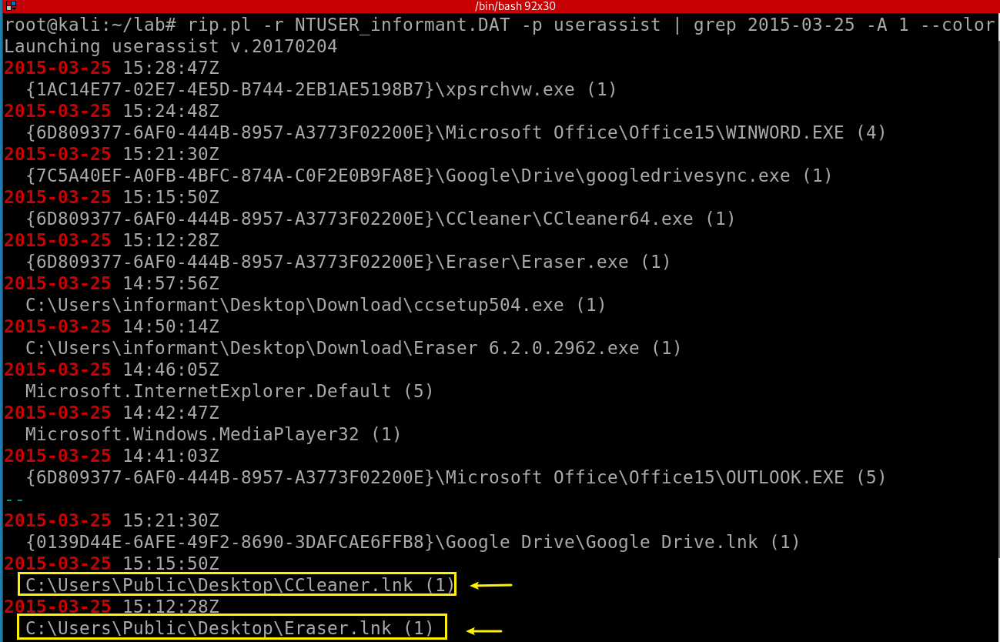 /bin/bash 92x30
root@kali:~/lab# rip.pl -r NTUSER_informant.DAT -p userassist | grep 2015-03-25 -A 1 --color
Launching userassist v.20170204
2015-03-25 15:28:47Z
{1AC14E77-02E7-4E5D-B744-2EB1AE5198B7}\xpsrchvw.exe (1)
2015-03-25 15:24:48Z
{6D809377-6AF0-444B-8957-A3773F02200E}\Microsoft Office\Office15\WINWORD.EXE (4)
2015-03-25 15:21:30Z
{7C5A40EF-A0FB-4BFC-874A-C0F2E0B9FA8E}\Google\Drive\googledrivesync.exe (1)
2015-03-25 15:15:50Z
{6D809377-6AF0-444B-8957-A3773F02200E}\CCleaner\CCleaner64.exe (1)
2015-03-25 15:12:28Z
{6D809377-6AF0-444B-8957-A3773F02200E}\Eraser\Eraser.exe (1)
2015-03-25 14:57:56Z
C:\Users\informant\Desktop\Download\ccsetup504.exe (1)
2015-03-25 14:50:14Z
C:\Users\informant\Desktop\Download\Eraser 6.2.0.2962.exe (1)
2015-03-25 14:46:05Z
Microsoft.InternetExplorer.Default (5)
2015-03-25 14:42:47Z
Microsoft.Windows.MediaPlayer32 (1)
2015-03-25 14:41:03Z
{6D809377-6AF0-444B-8957-A3773F02200E}\Microsoft Office\Office15\OUTLOOK.EXE (5)
--
2015-03-25 15:21:30Z
{0139D44E-6AFE-49F2-8690-3DAFCAE6FFB8}\Google Drive\Google Drive.lnk (1)
2015-03-25 15:15:50Z
C:\Users\Public\Desktop\CCleaner.lnk (1)
2015-03-25 15:12:28Z
C:\Users\Public\Desktop\Eraser.lnk (1)